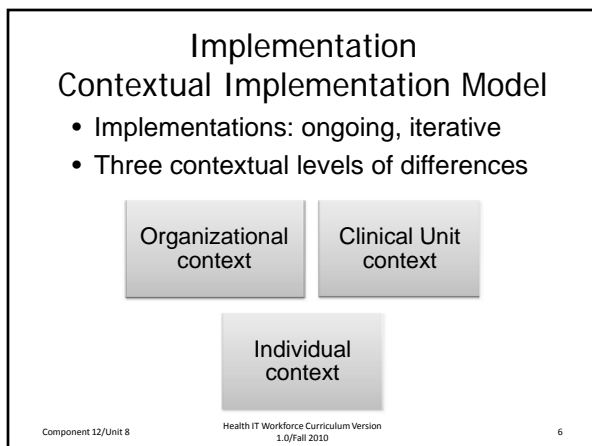 Implementation
Contextual Implementation Model
• Implementations: ongoing, iterative
• Three contextual levels of differences
Organizational
context
Clinical Unit
context
Individual
context
Component 12/Unit 8
Health IT Workforce Curriculum Version
1.0/Fall 2010
6